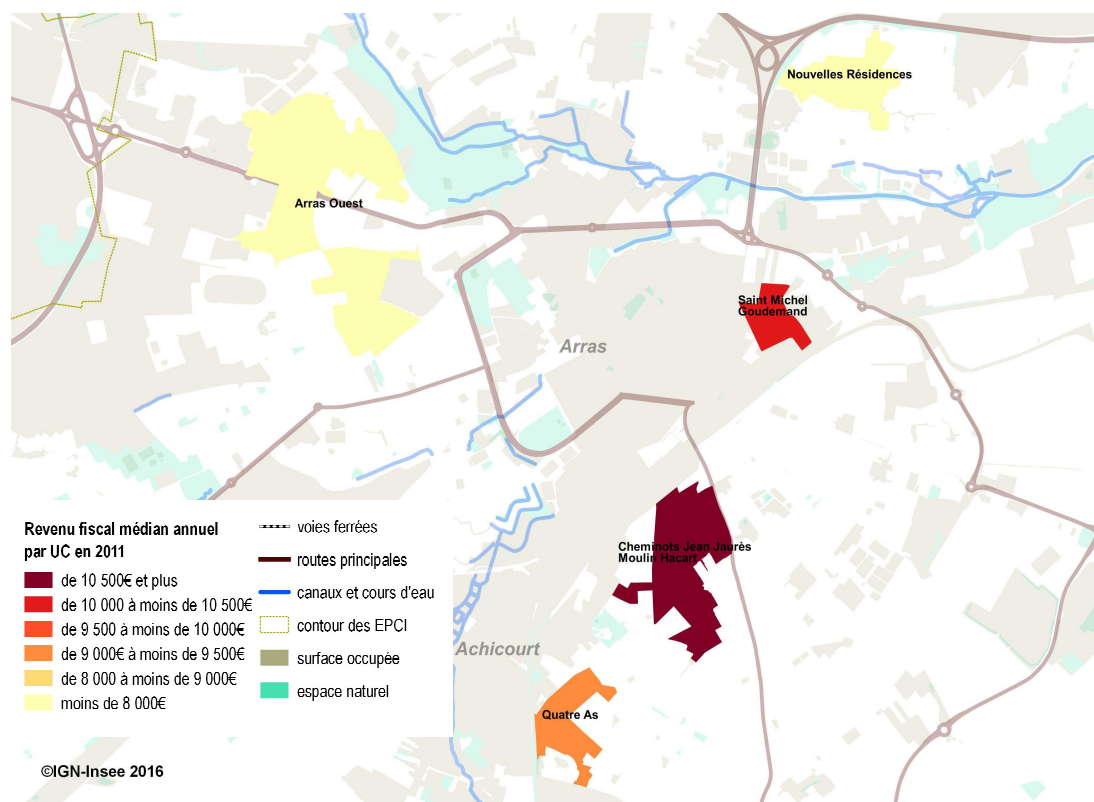 Nouvelles Résidences
Arras Ouest
Saint Michel
Goudemand
Arras
Cheminots Jean Jaurès
Moulin Hacart
Achicourt
Quatre As
Revenu fiscal médian annuel
par UC en 2011
de 10 500€ et plus
de 10 000 à moins de 10 500€
de 9 500 à moins de 10 000€
de 9 000€ à moins de 9 500€
de 8 000 à moins de 9 000€
moins de 8 000€
voies ferrées
routes principales
canaux et cours d'eau
contour des EPCI
surface occupée
espace naturel
©IGN-Insee 2016